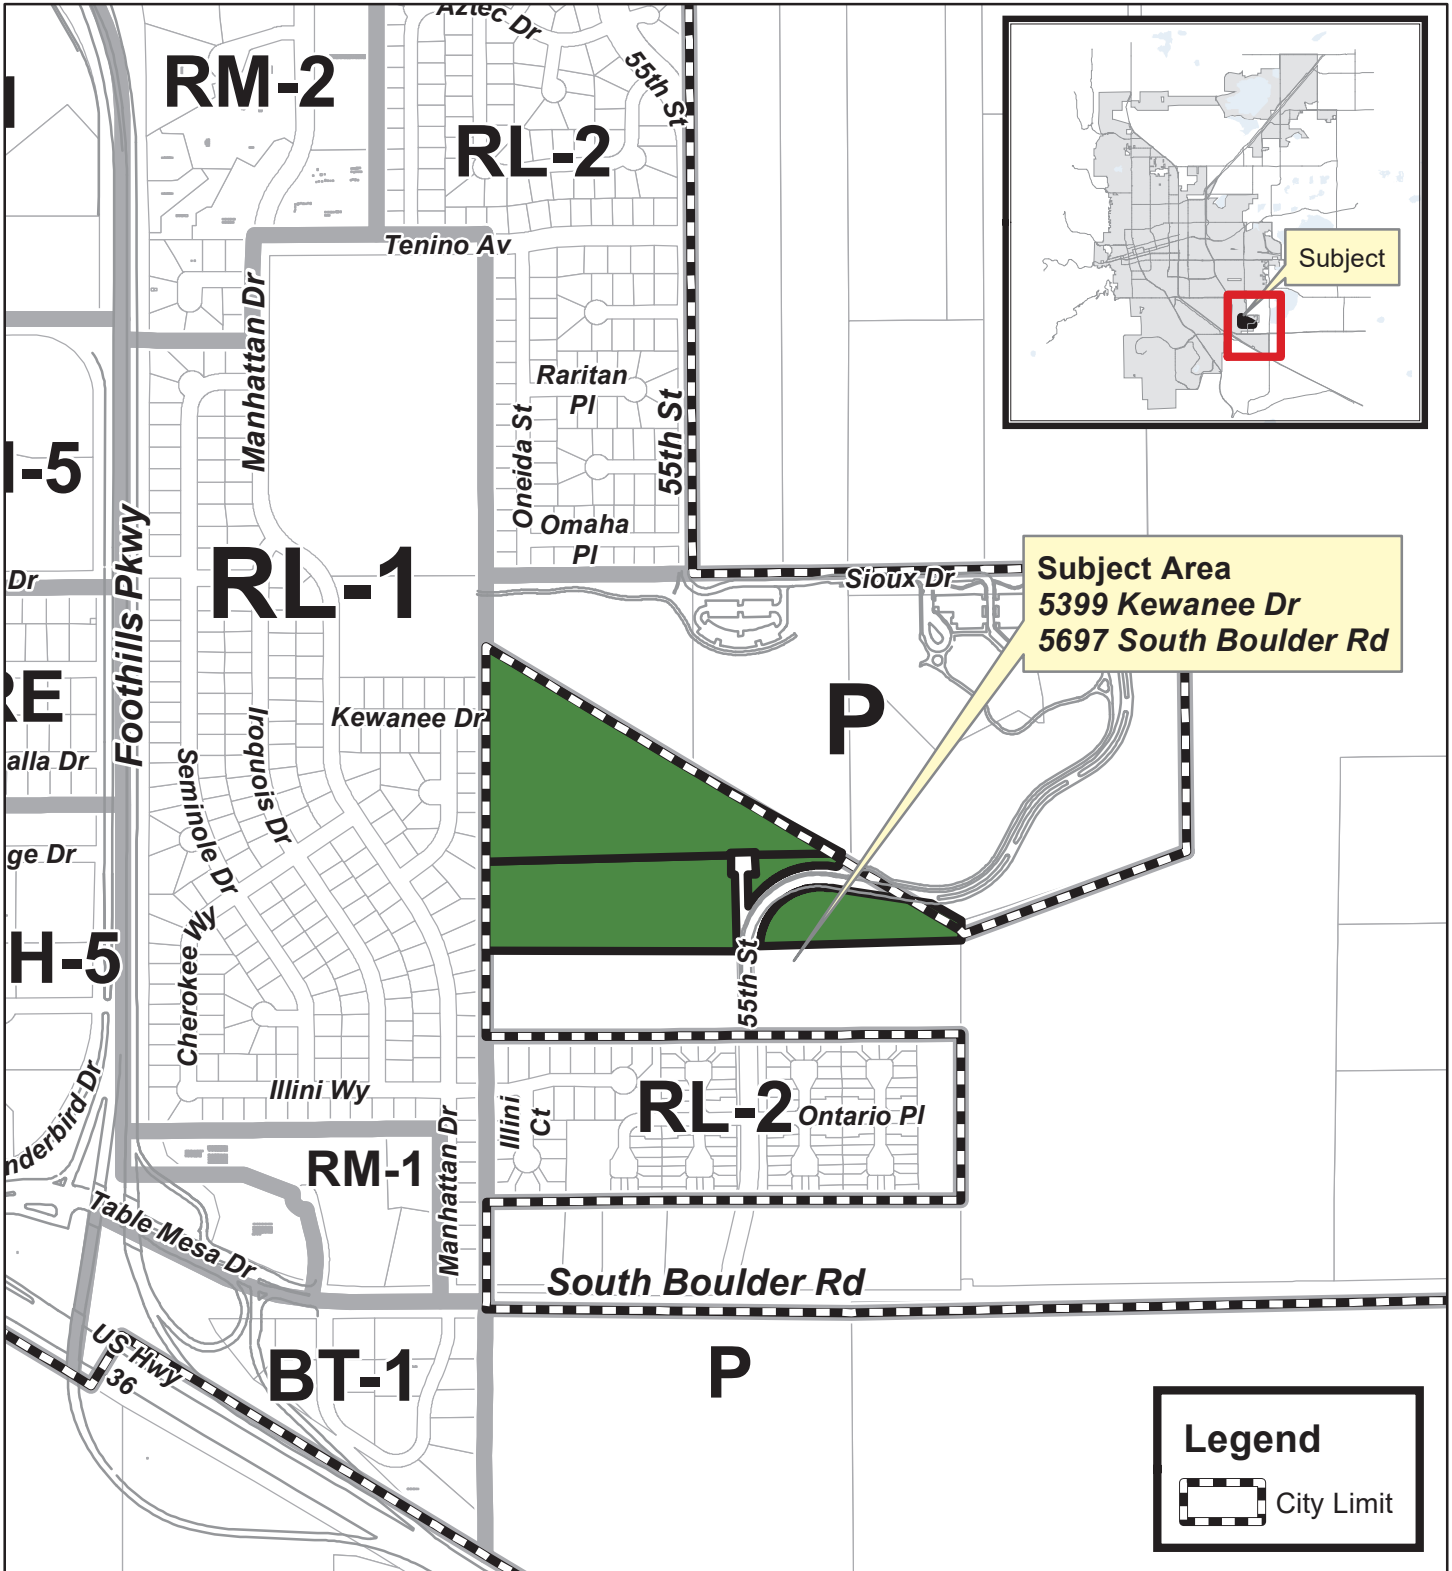 Aztec Dr
RM-2
55th St
RL-2
Tenino Av
Manhattan Dr
Subject
Raritan
Pl
Oneida St
55th St
I-5
Omaha
Pl
Foothills Pkwy
RL-1
Dr
Sioux Dr
Subject Area
5399 Kewanee Dr
5697 South Boulder Rd
RE
Kewanee Dr
P
alla Dr
Seminole Dr
Ironois Dr
ge Dr
Cherokee Wy
H-5
55th St
Illini Wy
nderbird Dr
Illini
Ct
RL-2
Ontario Pl
RM-1
Manhattan Dr
Table Mesa Dr
South Boulder Rd
US Hwy
36
BT-1
P
Legend
City Limit